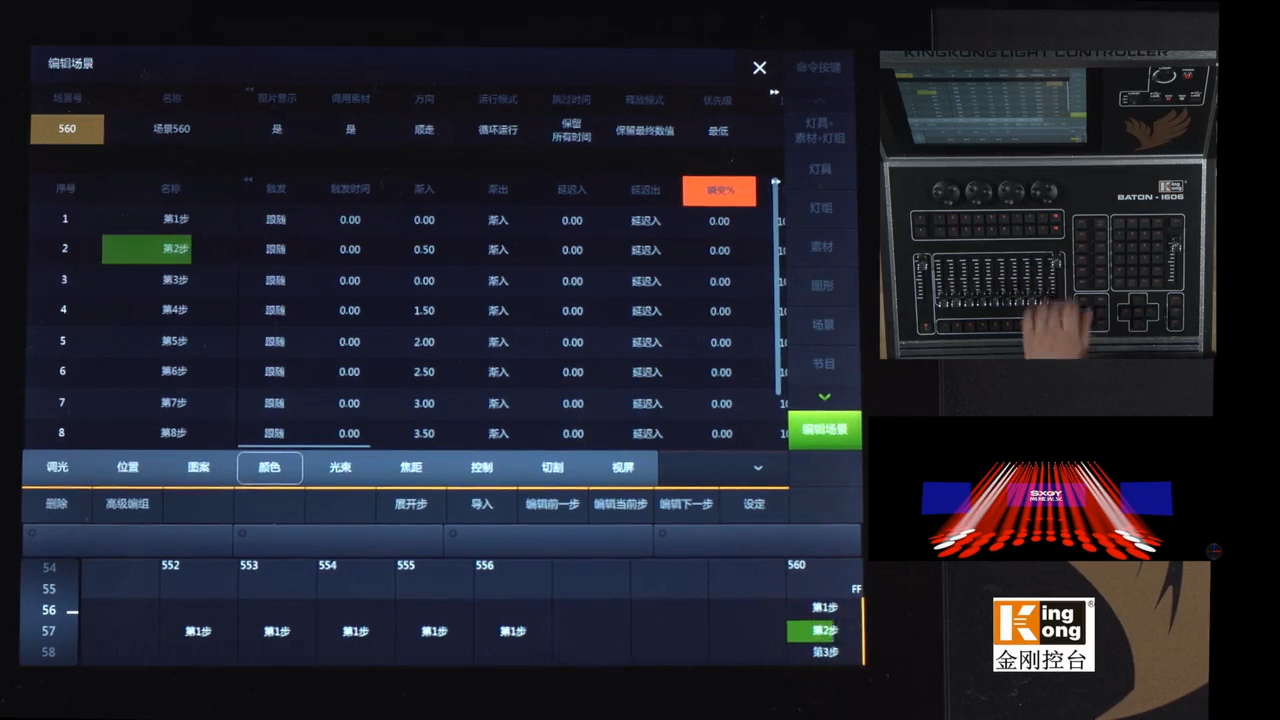 编辑场景
命令按键
场景号 名称 图片显示 调用素材 方向 运行模式 跳过时间 释放模式 优先级
560 场景560 是 是 顺走 循环运行 保留
所有时间 保留最终数值 最低
序号 名称 触发 触发时间 渐入 渐出 延迟入 延迟出 瞬变%
1 第1步 跟随 0.00 0.00 渐入 0.00 延迟入 0.00
2 第2步 跟随 0.00 0.50 渐入 0.00 延迟入 0.00
3 第3步 跟随 0.00 0.00 渐入 0.00 延迟入 0.00
4 第4步 跟随 0.00 1.50 渐入 0.00 延迟入 0.00
5 第5步 跟随 0.00 2.00 渐入 0.00 延迟入 0.00
6 第6步 跟随 0.00 2.50 渐入 0.00 延迟入 0.00
7 第7步 跟随 0.00 3.00 渐入 0.00 延迟入 0.00
8 第8步 跟随 0.00 3.50 渐入 0.00 延迟入 0.00
灯具+
素材+灯组
灯具
灯组
素材
图形
场景
节目
编辑场景
调光 位置 图案 颜色 光束 焦距 控制 切割 视屏
删除 高级编组 展开步 导入 编辑前一步 编辑当前步 编辑下一步 设定
54 552 553 554 555 556 560
55 FF
56 第1步
57 第1步 第1步 第1步 第1步 第1步 第2步
58 第3步
KINGKONG LIGHT CONTROLLER
King Kong
BATON - 1606
SXGY
King
Kong
®
金刚控台